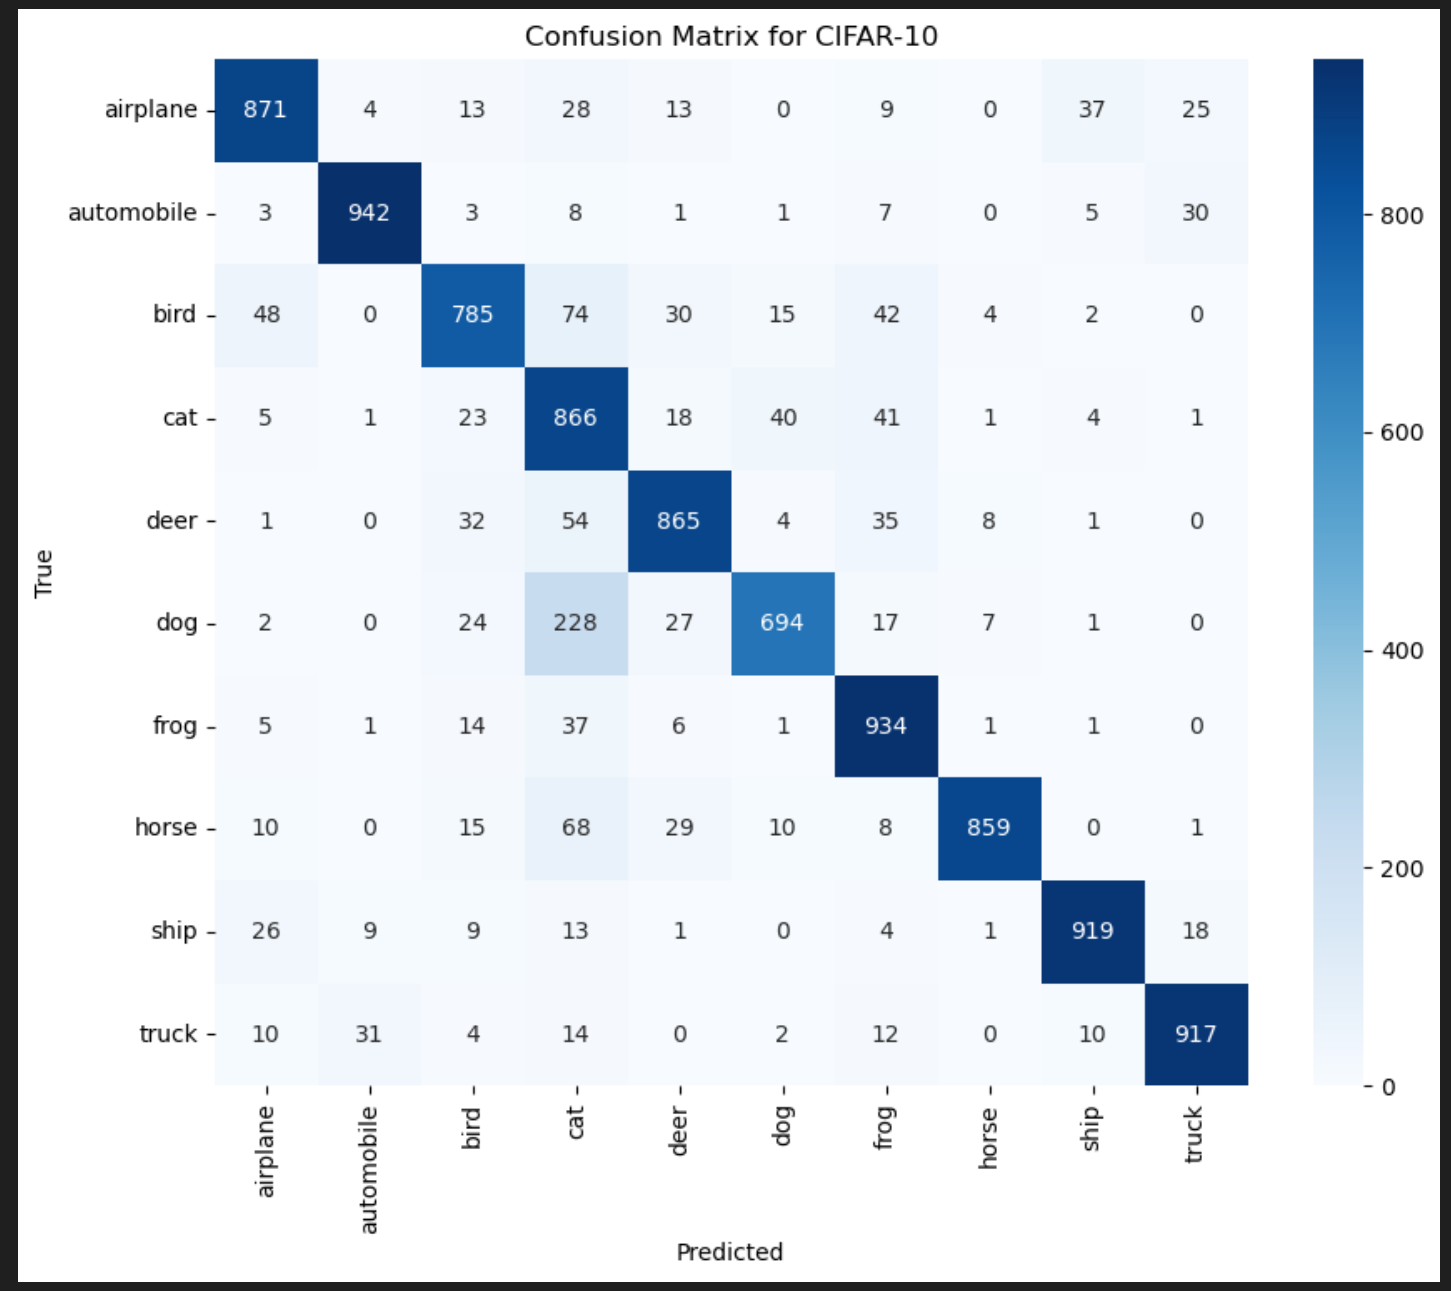 Confusion Matrix for CIFAR-10
airplane 871 4 13 28 13 0 9 0 37 25
automobile 3 942 3 8 1 1 7 0 5 30
800
bird 48 0 785 74 30 15 42 4 2 0
cat 5 1 23 866 18 40 41 1 4 1
600
deer 1 0 32 54 865 4 35 8 1 0
True
dog 2 0 24 228 27 694 17 7 1 0
400
frog 5 1 14 37 6 1 934 1 1 0
horse 10 0 15 68 29 10 8 859 0 1
200
ship 26 9 9 13 1 0 4 1 919 18
truck 10 31 4 14 0 2 12 0 10 917
0
airplane automobile bird cat deer dog frog horse ship truck
Predicted